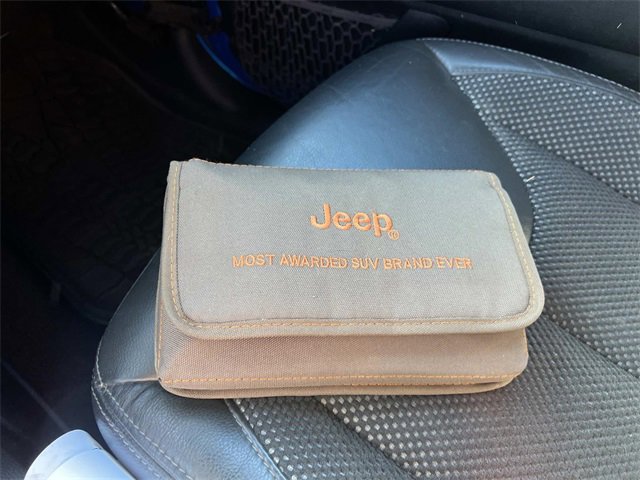 Jeep®
MOST AWARDED SUV BRAND EVER